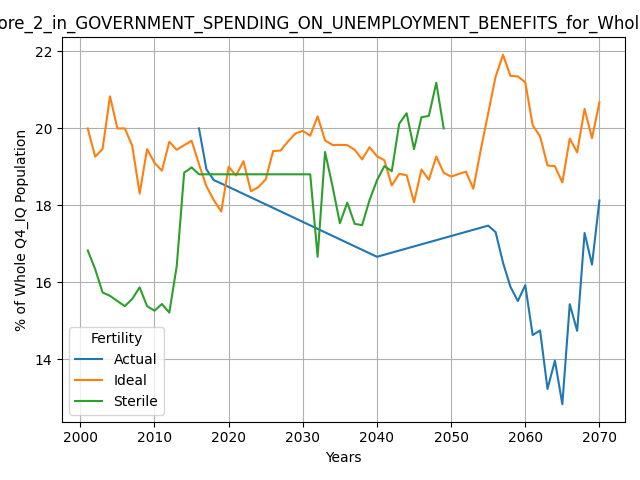 ore_2_in_GOVERNMENT_SPENDING_ON_UNEMPLOYMENT_BENEFITS_for_Whol
22
20
18
16
14
% of Whole Q4_IQ Population
Fertility
Actual
Ideal
Sterile
2000 2010 2020 2030 2040 2050 2060 2070
Years